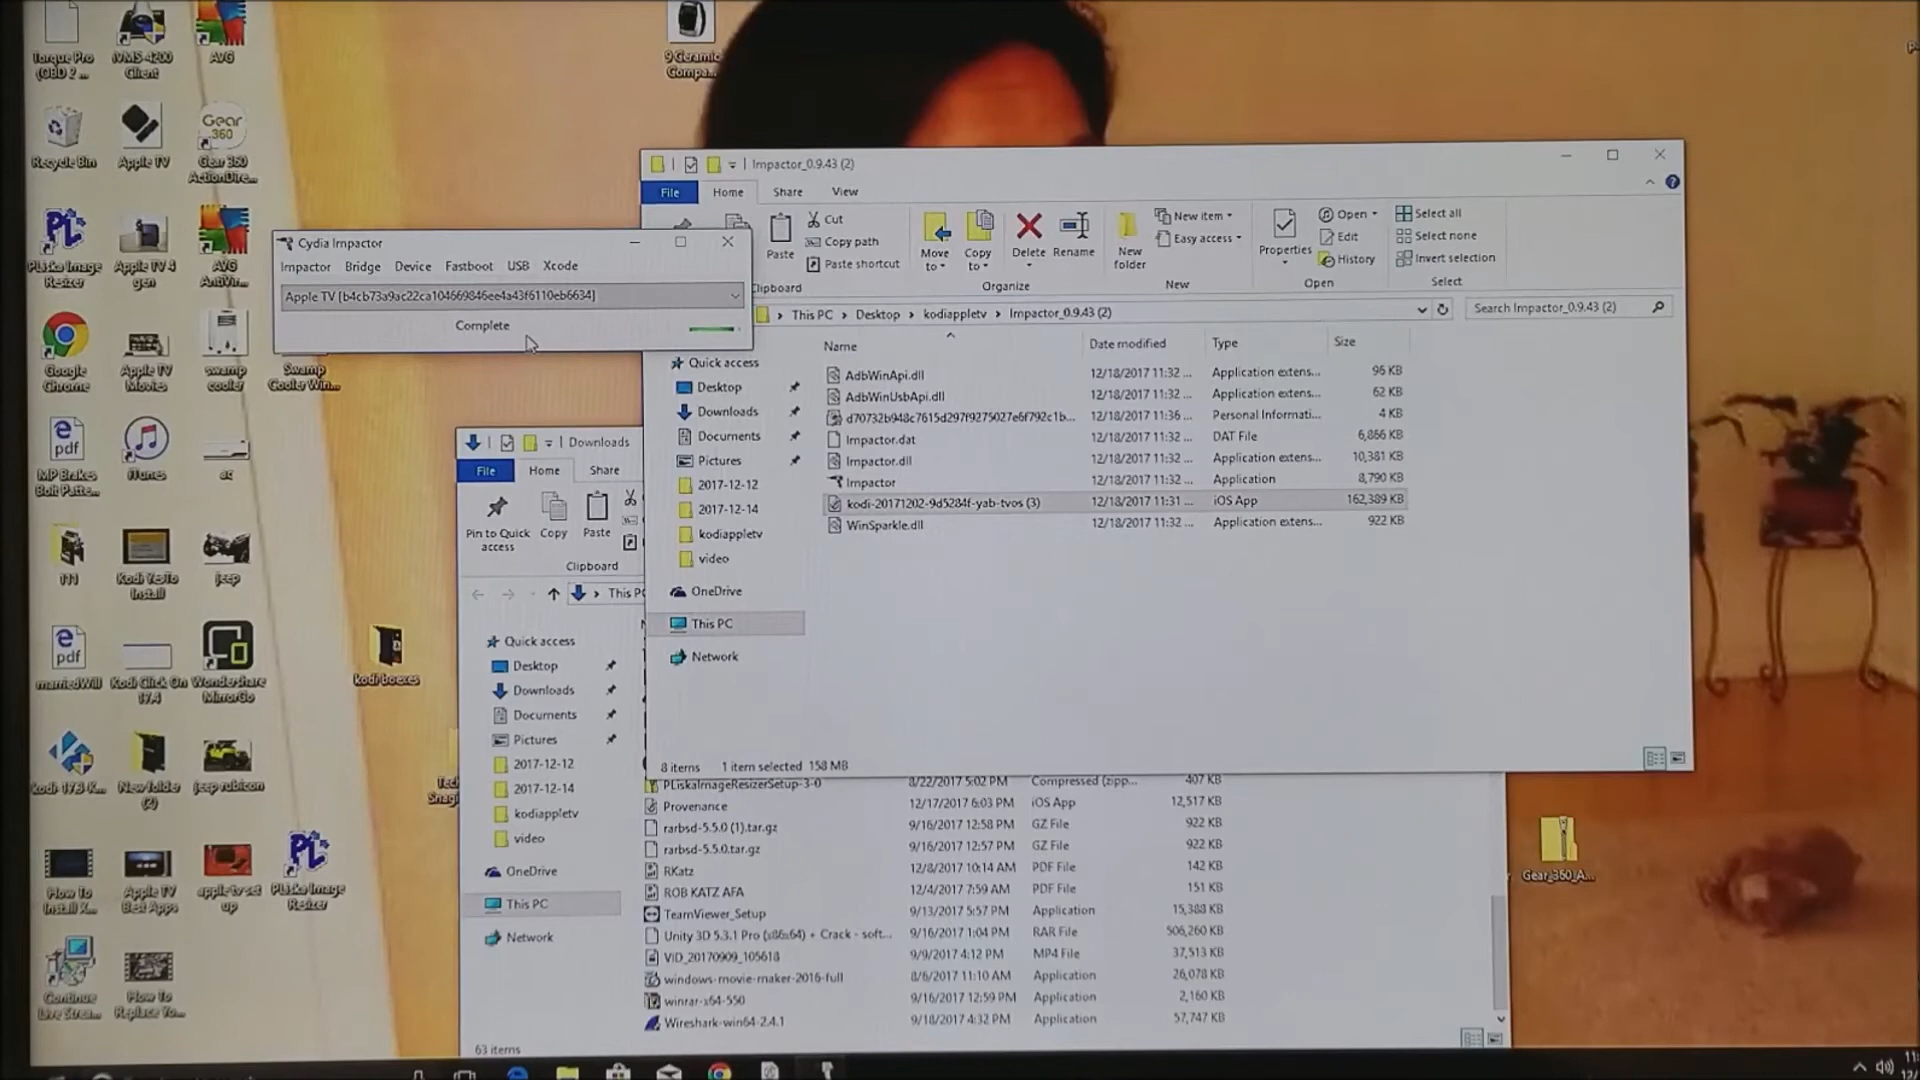 Torque Pro
(OBD 2 ...
iVMS-4200
Client
AVG
9 Ceramic
Compa...
Recycle Bin
Apple TV
Gear
360
Gear 360
ActionDire...
PLiska Image
Resizer
Apple TV 4
gen
AVG
AntiVir...
Google
Chrome
Apple TV
Movies
swamp
cooler
Swamp
Cooler Win...
pdf
MP Brakes
Bolt Patte...
iTunes
ac
111
Kodi YesTo
Install
jeep
pdf
marriedWill
Kodi Click On
17.4
Wondershare
MirrorGo
kodi boexes
kodi 17.3 K...
New folder
(2)
jeep rubicon
How To
Install X...
Apple TV
Best Apps
apple tv set
up
PLiska Image
Resizer
Continue
Live Strea...
How To
Replace Yo...
Tech
Snagi
Gear_360_A...
Cydia Impactor
Impactor Bridge Device Fastboot USB Xcode
Apple TV [b4cb73a9ac22ca104669846ee4a43f6110eb6634]
Complete
Impactor_0.9.43 (2)
File Home Share View
Paste
Cut
Copy path
Paste shortcut
Clipboard
Move
to
Copy
to
Delete
Rename
Organize
New
folder
New item
Easy access
New
Properties
Open
Edit
History
Open
Select all
Select none
Invert selection
Select
This PC > Desktop > kodiappletv > Impactor_0.9.43 (2)
Search Impactor_0.9.43 (2)
Name Date modified Type Size
AdbWinApi.dll 12/18/2017 11:32 ... Application extens... 96 KB
AdbWinUsbApi.dll 12/18/2017 11:32 ... Application extens... 62 KB
d70732b948c7615d297f9275027e6f792c1b... 12/18/2017 11:36 ... Personal Informati... 4 KB
Impactor.dat 12/18/2017 11:32 ... DAT File 6,866 KB
Impactor.dll 12/18/2017 11:32 ... Application extens... 10,381 KB
Impactor 12/18/2017 11:32 ... Application 8,790 KB
kodi-20171202-9d5284f-yab-tvos (3) 12/18/2017 11:31 ... iOS App 162,389 KB
WinSparkle.dll 12/18/2017 11:32 ... Application extens... 922 KB
Quick access
Desktop
Downloads
Documents
Pictures
2017-12-12
2017-12-14
kodiappletv
video
OneDrive
This PC
Network
8 items 1 item selected 158 MB
Downloads
File Home Share
Pin to Quick
access
Copy
Paste
Clipboard
This PC
Quick access
Desktop
Downloads
Documents
Pictures
2017-12-12
2017-12-14
kodiappletv
video
OneDrive
This PC
Network
PLiskaImageResizerSetup-3-0 8/22/2017 5:02 PM Compressed (zipp... 407 KB
Provenance 12/17/2017 6:03 PM iOS App 12,517 KB
rarbsd-5.5.0 (1).tar.gz 9/16/2017 12:58 PM GZ File 922 KB
rarbsd-5.5.0.tar.gz 9/16/2017 12:57 PM GZ File 922 KB
RKatz 12/8/2017 10:14 AM PDF File 142 KB
ROB KATZ AFA 12/4/2017 7:59 AM PDF File 151 KB
TeamViewer_Setup 9/13/2017 5:57 PM Application 15,388 KB
Unity 3D 5.3.1 Pro (x86x64) + Crack - soft... 9/16/2017 1:04 PM RAR File 506,260 KB
ViD_20170909_105618 9/9/2017 4:12 PM MP4 File 37,513 KB
windows-movie-maker-2016-full 8/6/2017 11:10 AM Application 26,078 KB
winrar-x64-550 9/16/2017 12:59 PM Application 2,160 KB
Wireshark-win64-2.4.1 9/18/2017 4:32 PM Application 57,747 KB
63 items